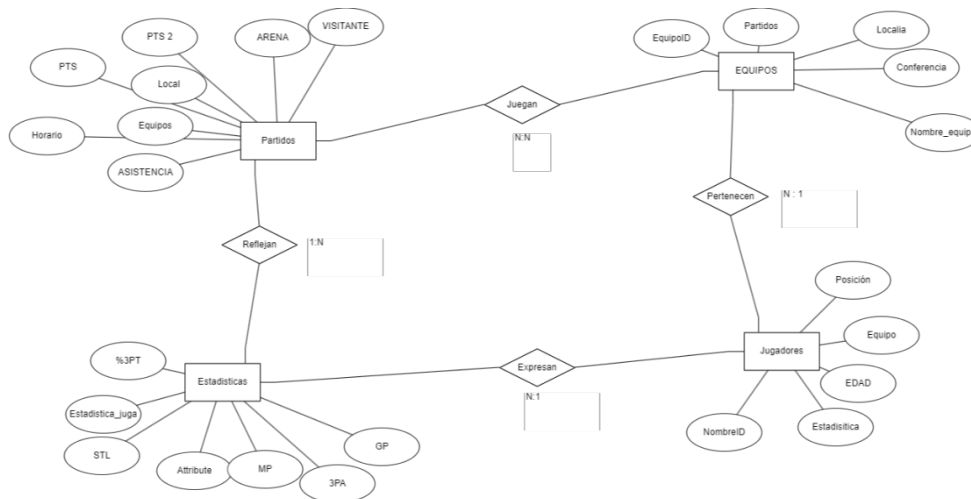 VISITANTE
PTS 2
ARENA
Partidos
EquipoID
Localia
PTS
Local
EQUIPOS
Conferencia
Juegan
Horario
Equipos
Partidos
Nombre_equip
N:N
ASISTENCIA
Pertenecen
N : 1
Reflejan
1:N
Posición
Equipo
%3PT
Estadisticas
Expresan
Jugadores
EDAD
N:1
Estadistica_juga
NombreID
Estadisitica
STL
Attribute
MP
GP
3PA